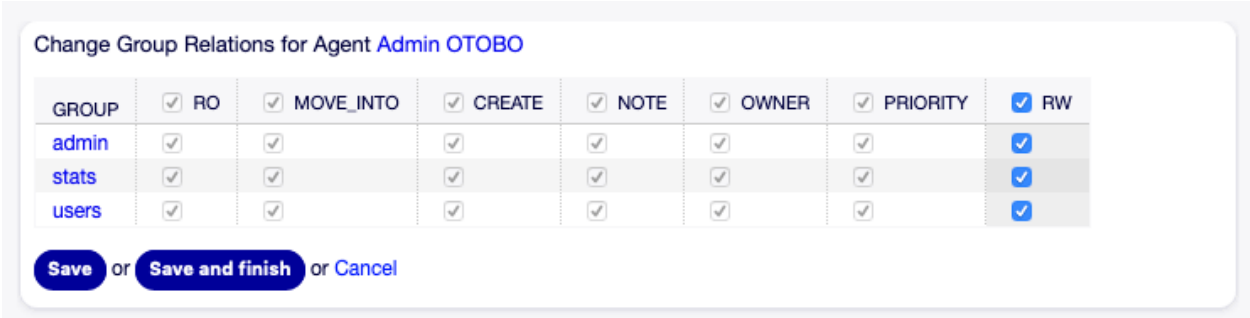 Change Group Relations for Agent Admin OTOBO
GROUP RO MOVE_INTO CREATE NOTE OWNER PRIORITY RW
admin
stats
users
Save or Save and finish or Cancel